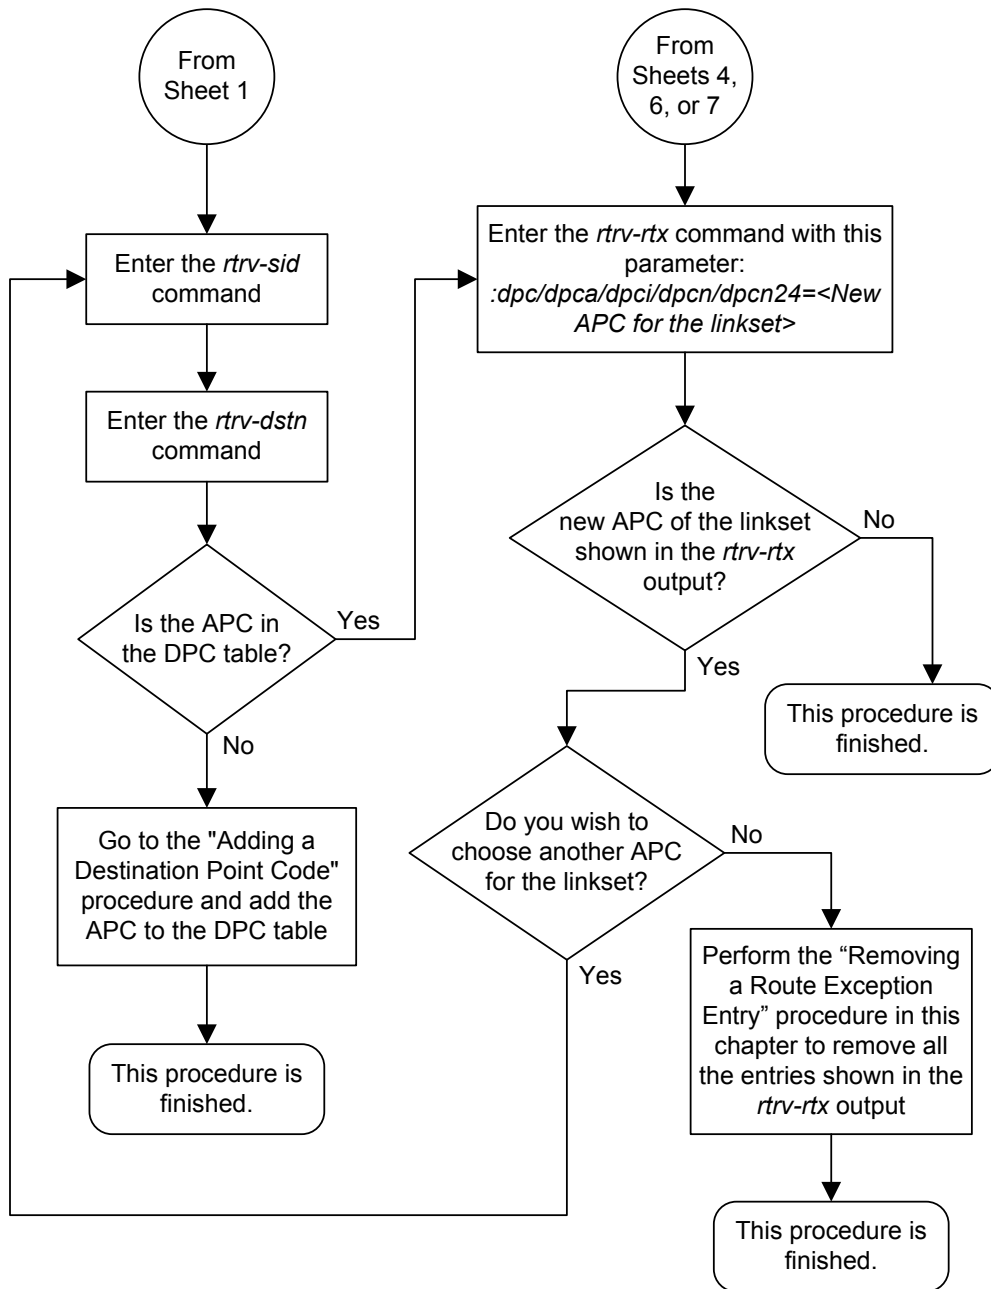 From
Sheet 1
Enter the rtrv-sid
command
Enter the rtrv-dstn
command
Is the APC in
the DPC table?
Yes
No
Go to the "Adding a
Destination Point Code"
procedure and add the
APC to the DPC table
This procedure is
finished.
From
Sheets 4,
6, or 7
Enter the rtrv-rtx command with this
parameter:
:dpc/dpca/dpci/dpcn/dpcn24=<New
APC for the linkset>
Is the
new APC of the linkset
shown in the rtrv-rtx
output?
No
Yes
This procedure is
finished.
Do you wish to
choose another APC
for the linkset?
No
Yes
Perform the “Removing
a Route Exception
Entry” procedure in this
chapter to remove all
the entries shown in the
rtrv-rtx output
This procedure is
finished.